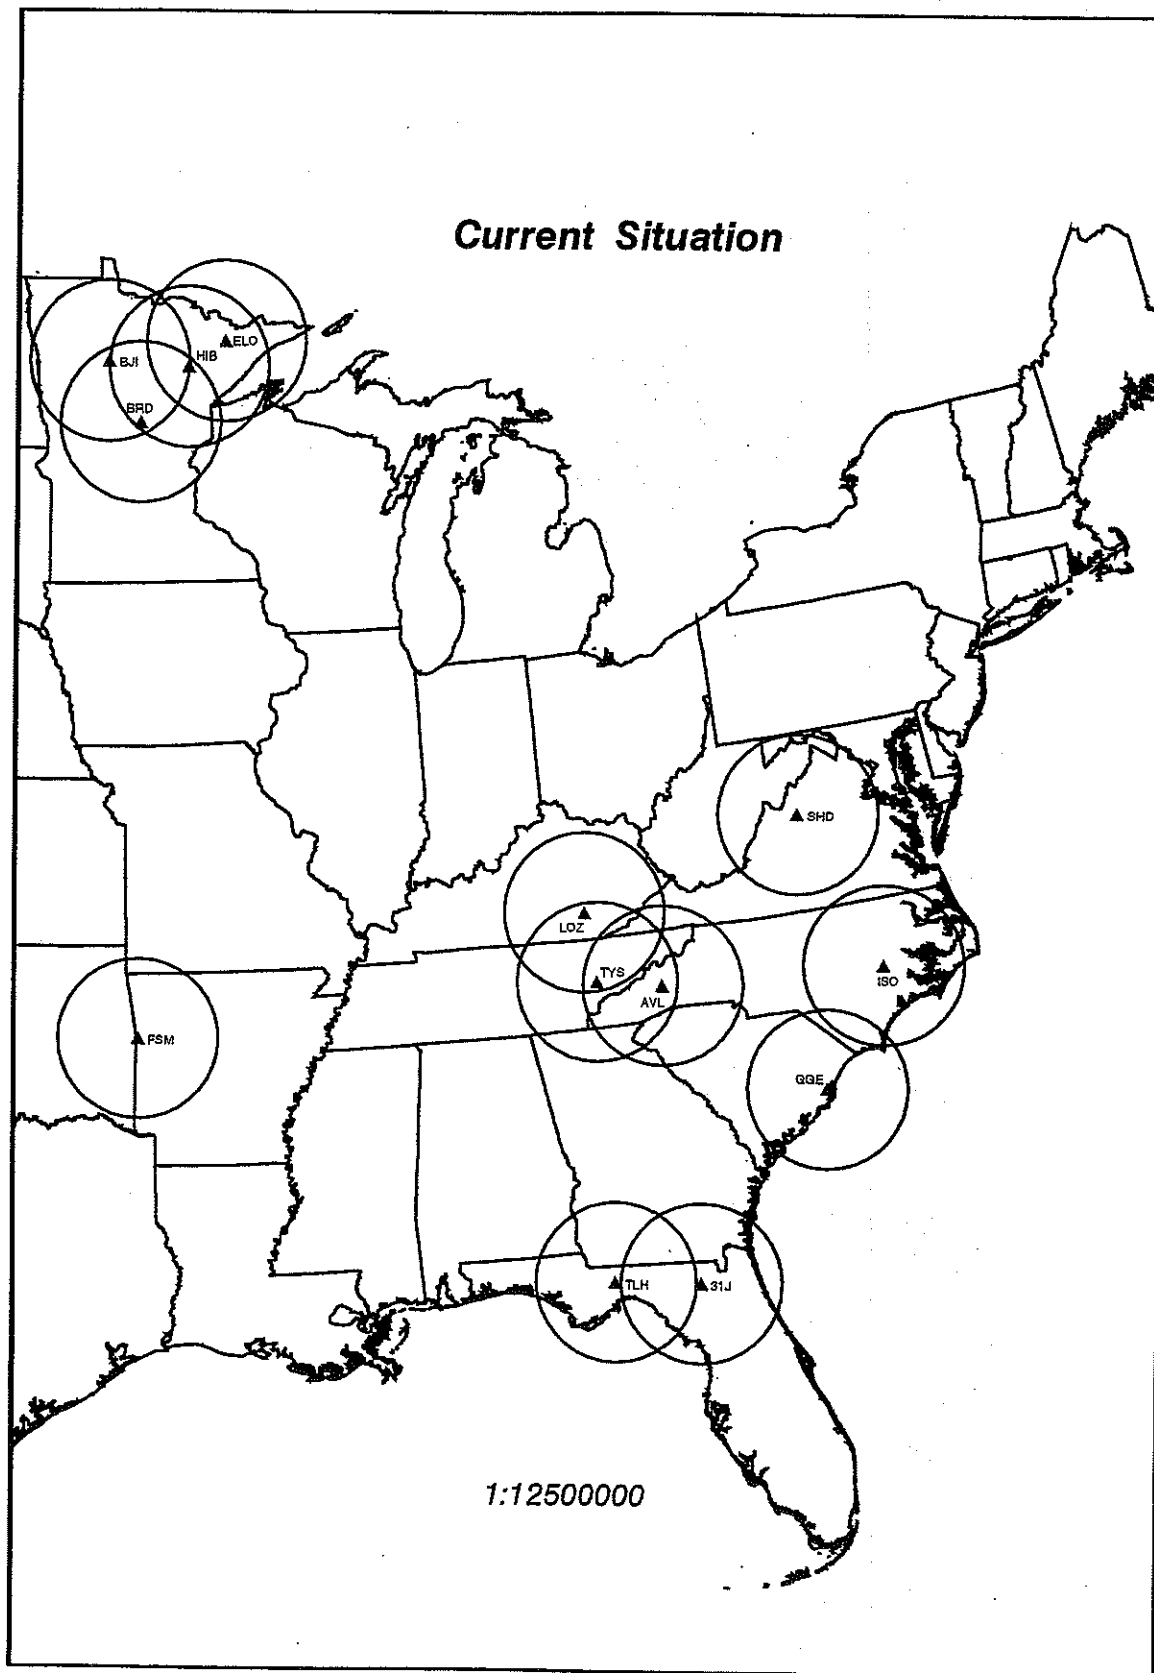 Current Situation
ELO
HIB
BJI
BRD
SHD
LOZ
TYS
AVL
ISO
FSM
GGE
TLH
31J
1:12500000